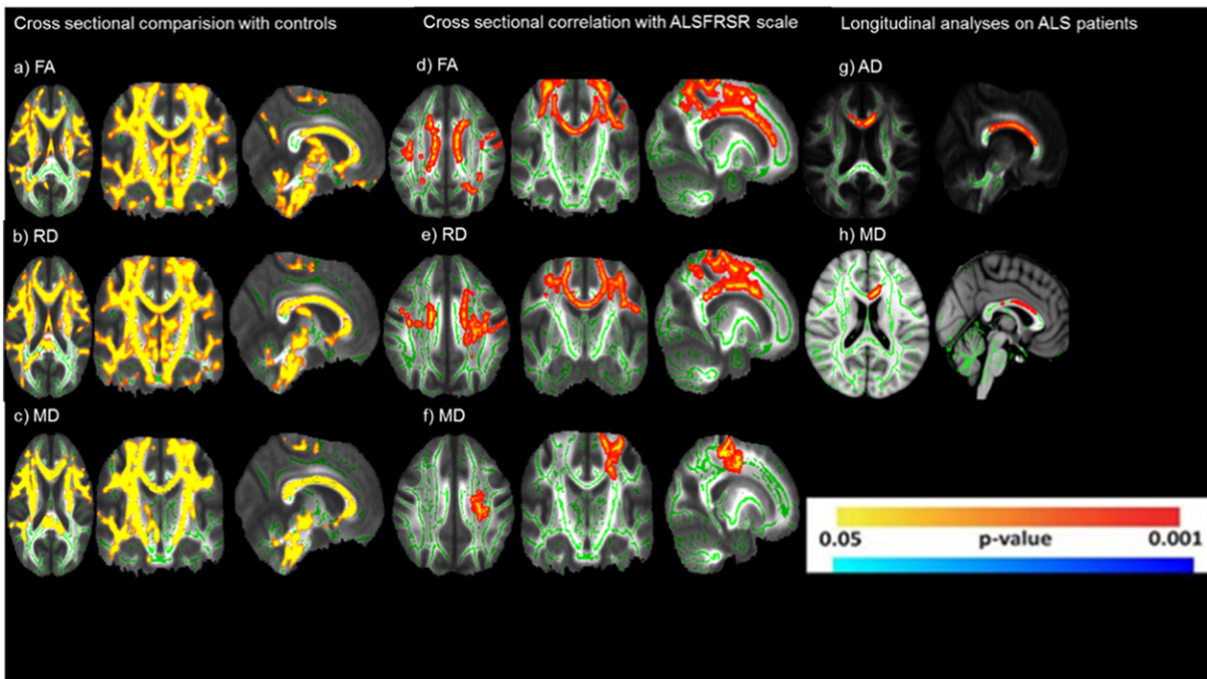 Cross sectional comparision with controls
Cross sectional correlation with ALSFRSR scale
Longitudinal analyses on ALS patients
a) FA
d) FA
g) AD
b) RD
e) RD
h) MD
c) MD
f) MD
0.05 p-value 0.001